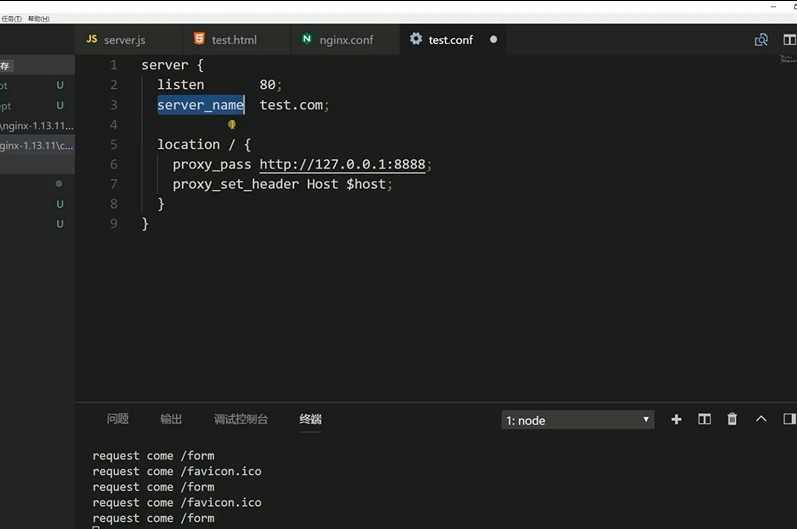 任务(T) 帮助(H)
JS server.js test.html nginx.conf test.conf
存
U
U
\nginx-1.13.11...
ginx-1.13.11\c...
U
U
1 server {
2 listen 80;
3 server_name test.com;
4
5 location / {
6 proxy_pass http://127.0.0.1:8888;
7 proxy_set_header Host $host;
8 }
9 }
问题 输出 调试控制台 终端 1: node
request come /form
request come /favicon.ico
request come /form
request come /favicon.ico
request come /form